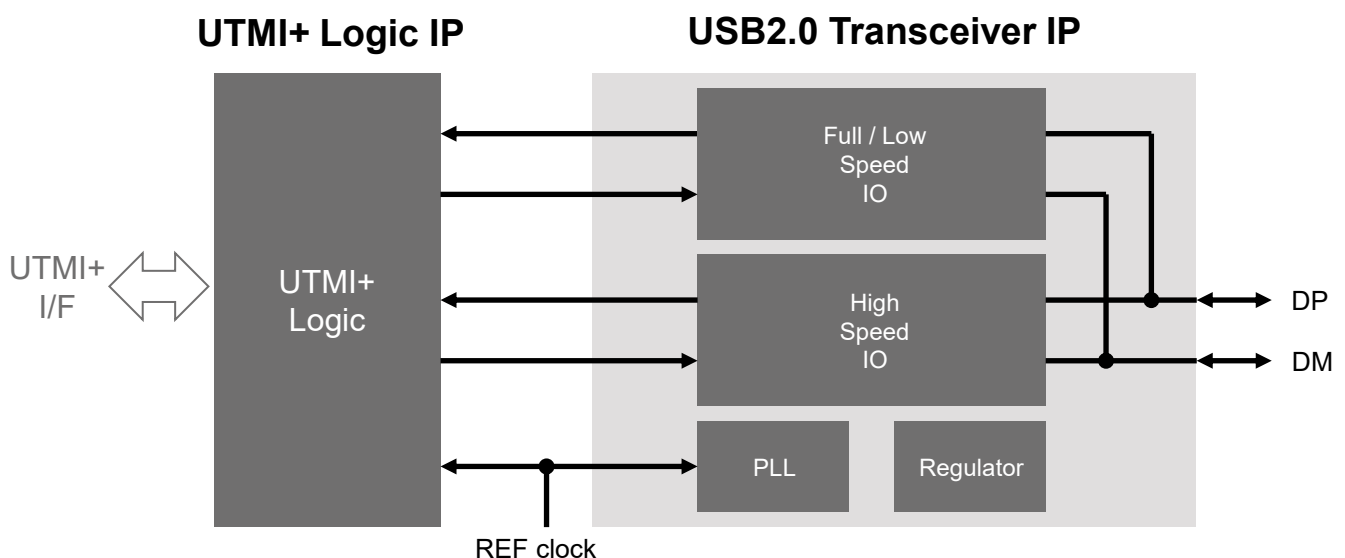 UTMI+ Logic IP
USB2.0 Transceiver IP
Full / Low
Speed
IO
UTMI+
I/F
UTMI+
Logic
High
Speed
IO
DP
DM
PLL
Regulator
REF clock